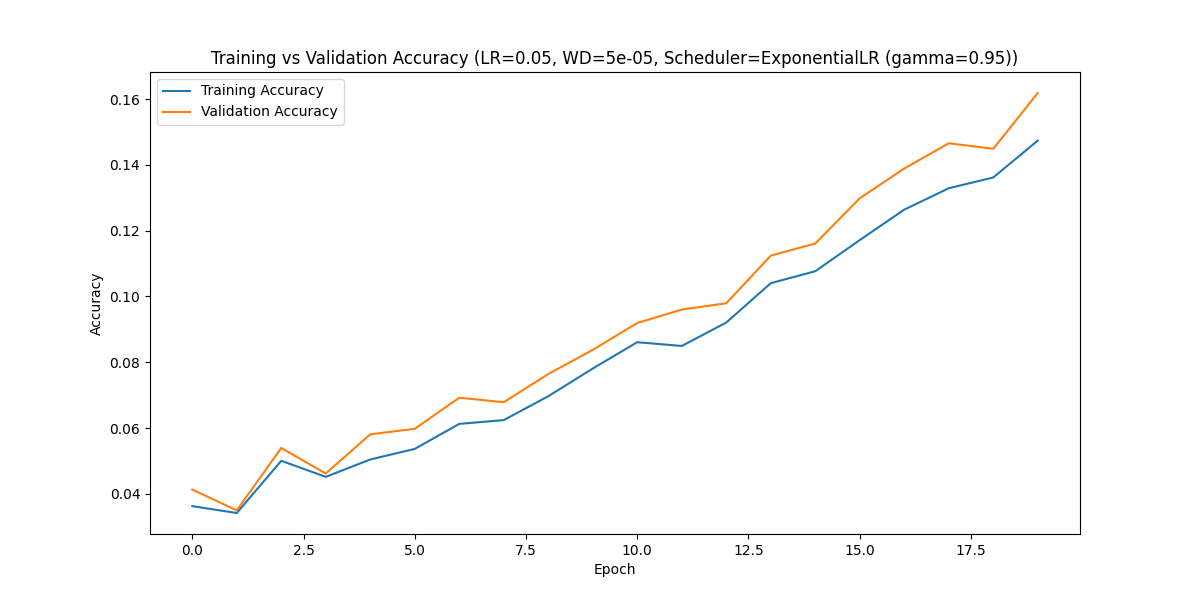 Training vs Validation Accuracy (LR=0.05, WD=5e-05, Scheduler=ExponentialLR (gamma=0.95))
Training Accuracy
Validation Accuracy
0.16
0.14
0.12
0.10
0.08
0.06
0.04
Accuracy
0.0 2.5 5.0 7.5 10.0 12.5 15.0 17.5
Epoch